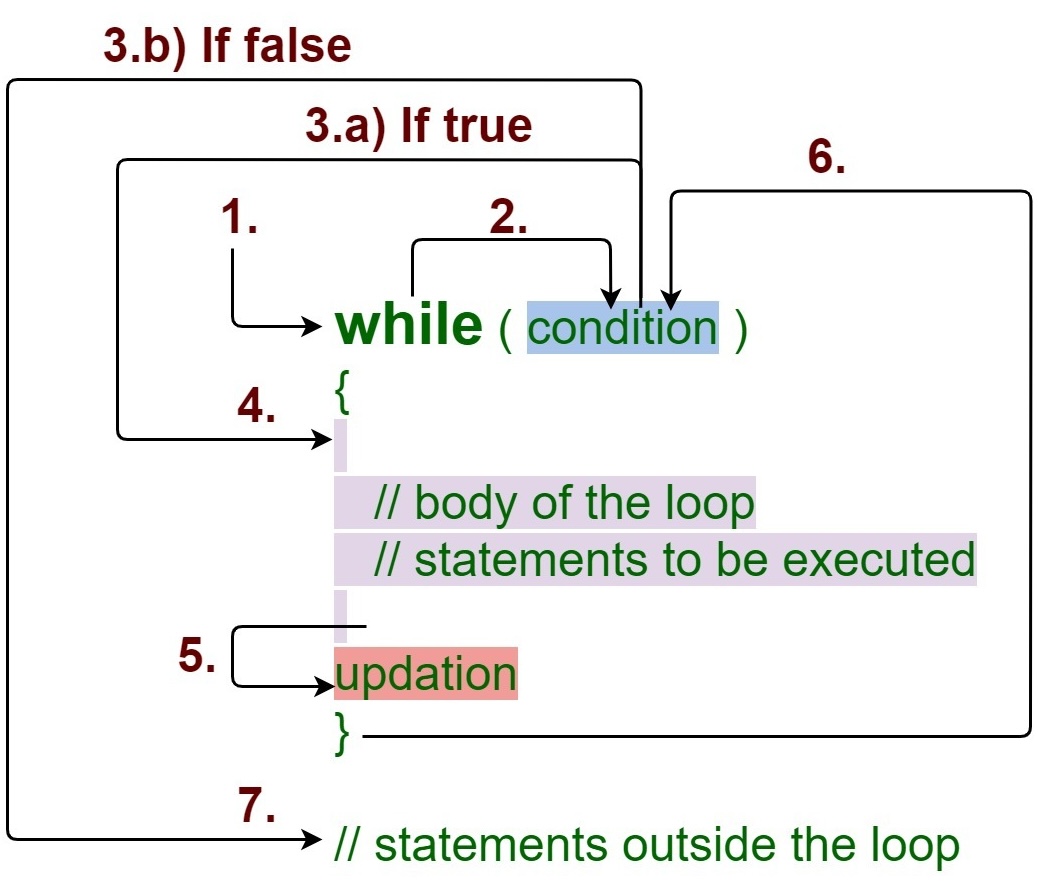 3.b) If false
3.a) If true
6.
1.
2.
while ( condition )
{
4.
// body of the loop
// statements to be executed
5.
updation
}
7.
// statements outside the loop